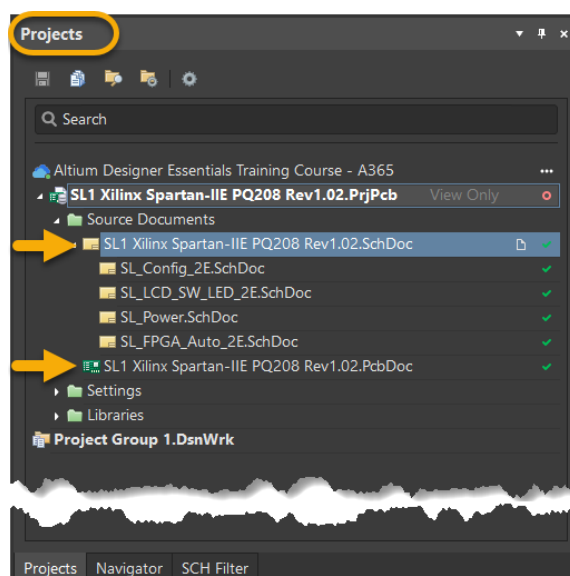 Projects
Search
Altium Designer Essentials Training Course - A365
SL1 Xilinx Spartan-IIE PQ208 Rev1.02.PrjPcb View Only
Source Documents
SL1 Xilinx Spartan-IIE PQ208 Rev1.02.SchDoc
SL_Config_2E.SchDoc
SL_LCD_SW_LED_2E.SchDoc
SL_Power.SchDoc
SL_FPGA_Auto_2E.SchDoc
SL1 Xilinx Spartan-IIE PQ208 Rev1.02.PcbDoc
Settings
Libraries
Project Group 1.DsnWrk
Projects Navigator SCH Filter